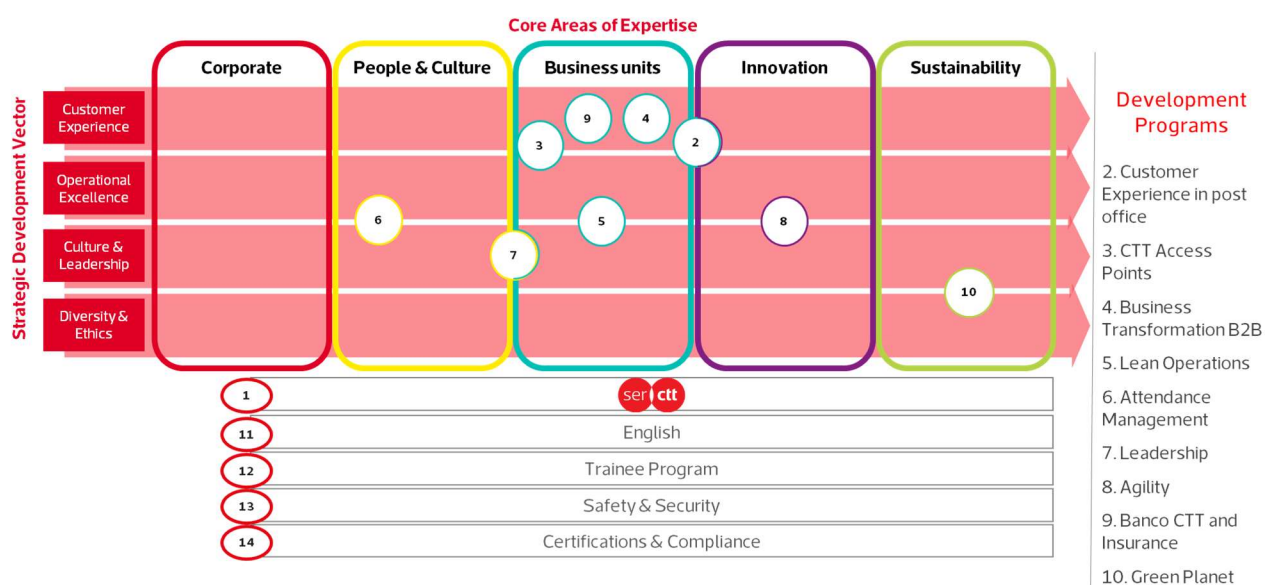 Core Areas of Expertise
Strategic Development Vector
Corporate
People & Culture
Business units
Innovation
Sustainability
Customer
Experience
Operational
Excellence
Culture &
Leadership
Diversity &
Ethics
9
4
3
2
6
5
8
7
10
1
ser ctt
11
English
12
Trainee Program
13
Safety & Security
14
Certifications & Compliance
Development
Programs
2. Customer
Experience in post
office
3. CTT Access
Points
4. Business
Transformation B2B
5. Lean Operations
6. Attendance
Management
7. Leadership
8. Agility
9. Banco CTT and
Insurance
10. Green Planet